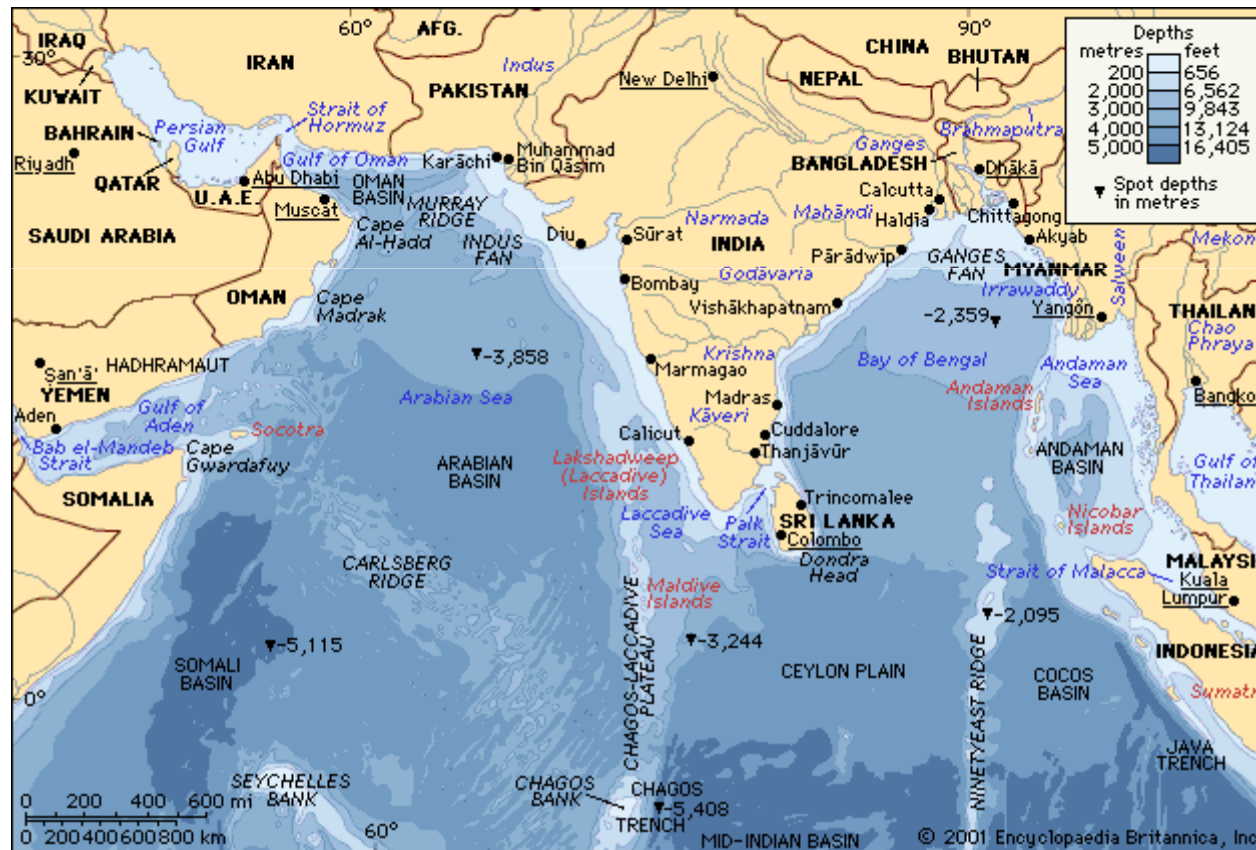 60°
AFG.
90°
IRAQ
30°
IRAN
CHINA
BHUTAN
Depths
metres
feet
200
656
2,000
6,562
3,000
9,843
4,000
13,124
5,000
16,405
Spot depths
in metres
KUWAIT
PAKISTAN
Indus
New Delhi
NEPAL
Strait of
Hormuz
BAHRAIN
Persian
Gulf
Brahmaputra
Riyadh
Gulf of Oman
Karāchi
Muhammad
Bin Qāsim
Ganges
BANGLADESH
Dhākā
QATAR
Abu Dhabi
U.A.E.
OMAN
BASIN
Muscat
MURRAY
RIDGE
Calcutta
Haldia
Chittagong
Narmada
Mahāndi
SAUDI ARABIA
Cape
Al-Hadd
INDUS
FAN
Diu
Sūrat
INDIA
Pārādwīp
GANGES
FAN
Akyab
Mekon
Salween
MYANMAR
Godāvaria
Bombay
Irrawaddy
OMAN
Cape
Madrak
Vishākhapatnam
-2,359
Yangôn
THAILAN
Chao
Phraya
-3,858
Krishna
Bay of Bengal
Andaman
Sea
San'ā'
HADHRAMAUT
Marmagao
YEMEN
Arabian Sea
Madras
Andaman
Islands
Bangko
Aden
Gulf of
Aden
Kāveri
Socotra
Calicut
Cuddalore
Bab el-Mandeb
Strait
Cape
Gwardafuy
ARABIAN
BASIN
Lakshadweep
(Laccadive)
Islands
Thanjāvūr
ANDAMAN
BASIN
Gulf of
Thailan
SOMALIA
Trincomalee
Laccadive
Sea
Palk
Strait
SRI LANKA
Colombo
Dondra
Head
Nicobar
Islands
CARLSBERG
RIDGE
Maldive
Islands
Strait of Malacca
MALAYSI
Kuala
Lumpur
-2,095
-5,115
-3,244
SOMALI
BASIN
CHAGOS-LACCADIVE
PLATEAU
CEYLON PLAIN
NINETYEAST RIDGE
COCOS
BASIN
INDONESIA
Sumatr
0°
JAVA
TRENCH
SEYCHELLES
BANK
CHAGOS
BANK
CHAGOS
TRENCH
-5,408
0 200 400 600 mi
0 200 400 600 800 km
60°
MID-INDIAN BASIN
© 2001 Encyclopaedia Britannica, Inc